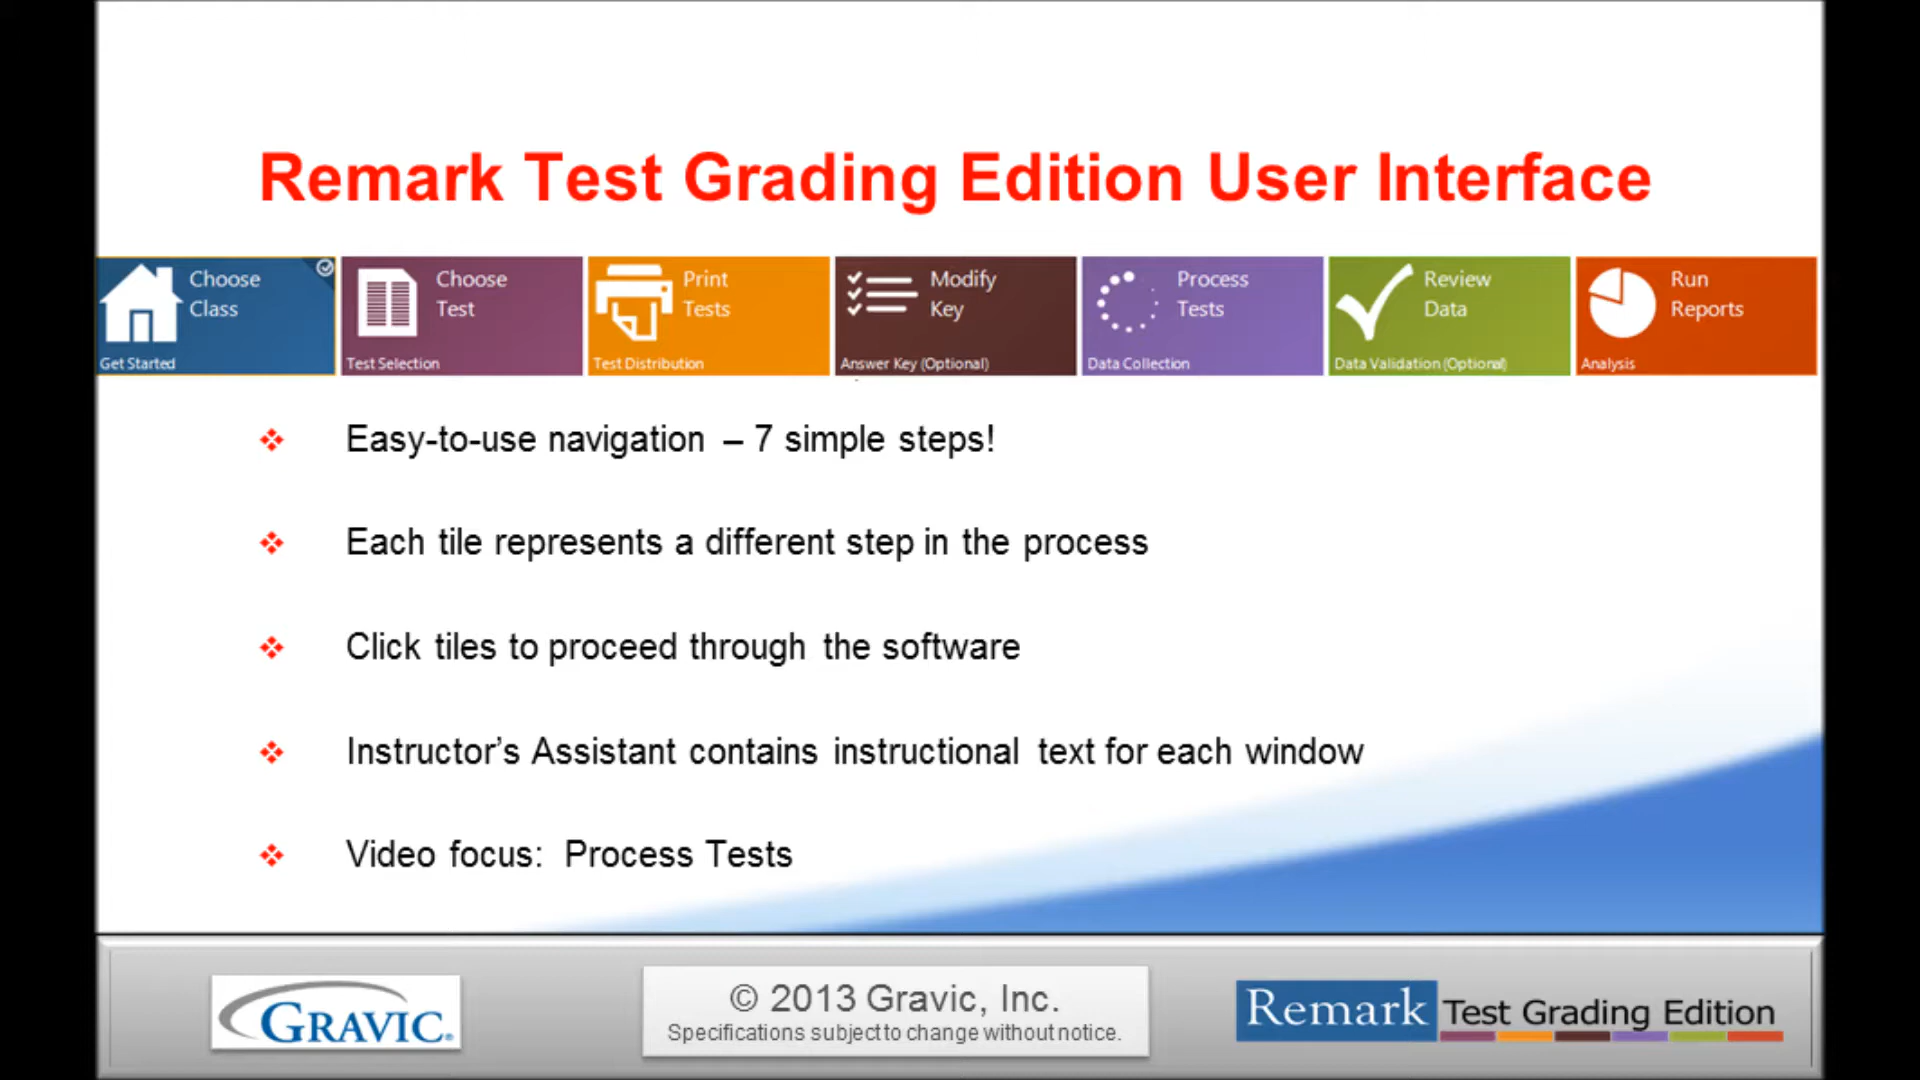 Remark Test Grading Edition User Interface
Choose Class
Get Started
Choose Test
Test Selection
Print Tests
Test Distribution
Modify Key
Answer Key (Optional)
Process Tests
Data Collection
Review Data
Data Validation (Optional)
Run Reports
Analysis
Easy-to-use navigation – 7 simple steps!
Each tile represents a different step in the process
Click tiles to proceed through the software
Instructor’s Assistant contains instructional text for each window
Video focus: Process Tests
GRAVIC®
© 2013 Gravic, Inc.
Specifications subject to change without notice.
Remark Test Grading Edition